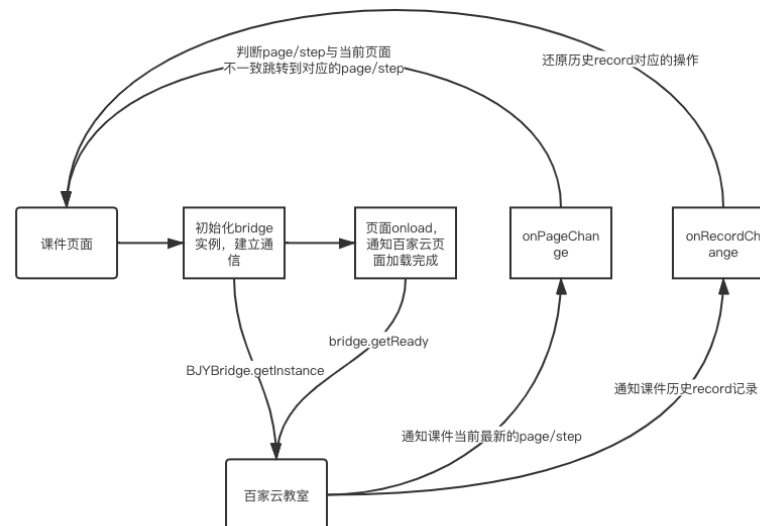 判断page/step与当前页面
不一致跳转到对应的page/step
还原历史record对应的操作
课件页面
初始化bridge
实例，建立通
信
页面onload，
通知百家云页
面加载完成
onPageChan
ge
onRecordCh
ange
bridge.getReady
BJYBridge.getInstance
通知课件历史record记录
通知课件当前最新的page/step
百家云教室